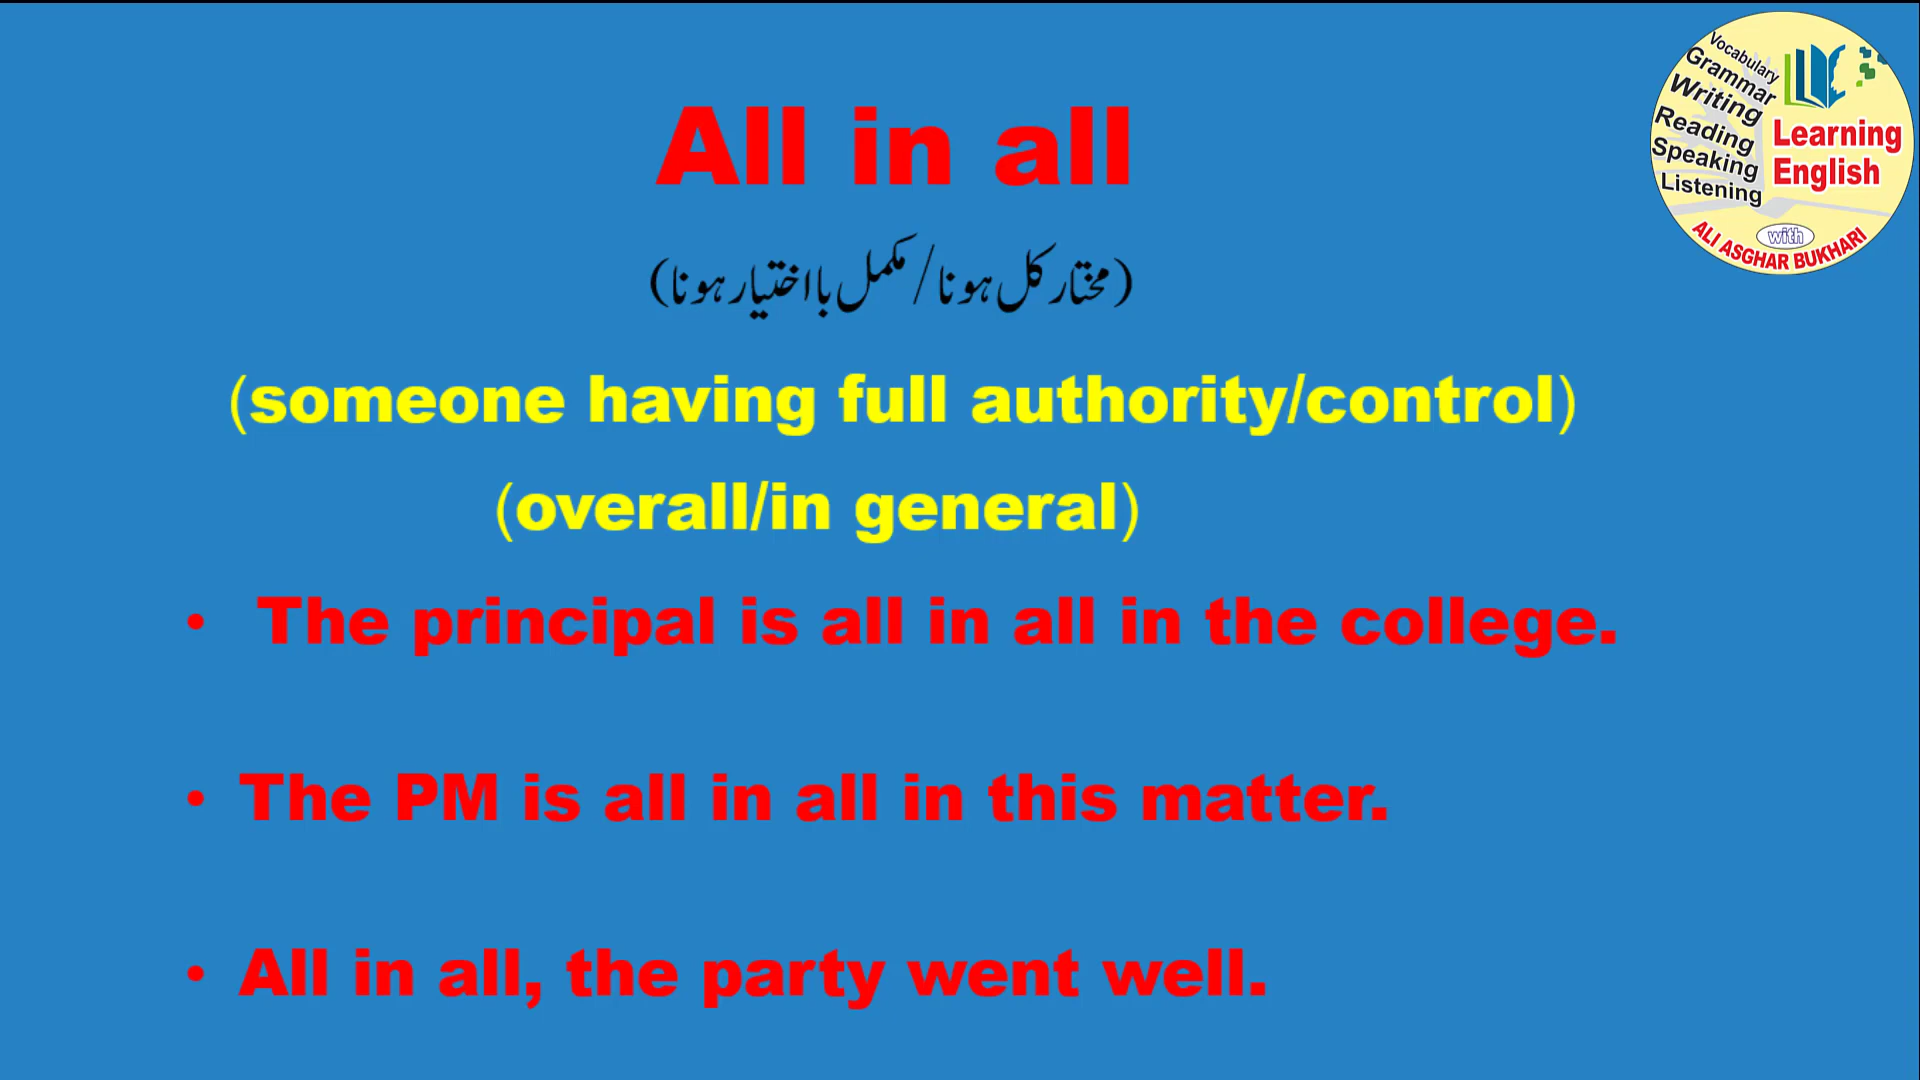 All in all
(مختار کل ہونا/مکمل بااختیار ہونا)
(someone having full authority/control)
(overall/in general)
• The principal is all in all in the college.
• The PM is all in all in this matter.
• All in all, the party went well.
Vocabulary
Grammar
Writing
Reading
Speaking
Listening
Learning
English
with
ALI ASGHAR BUKHARI